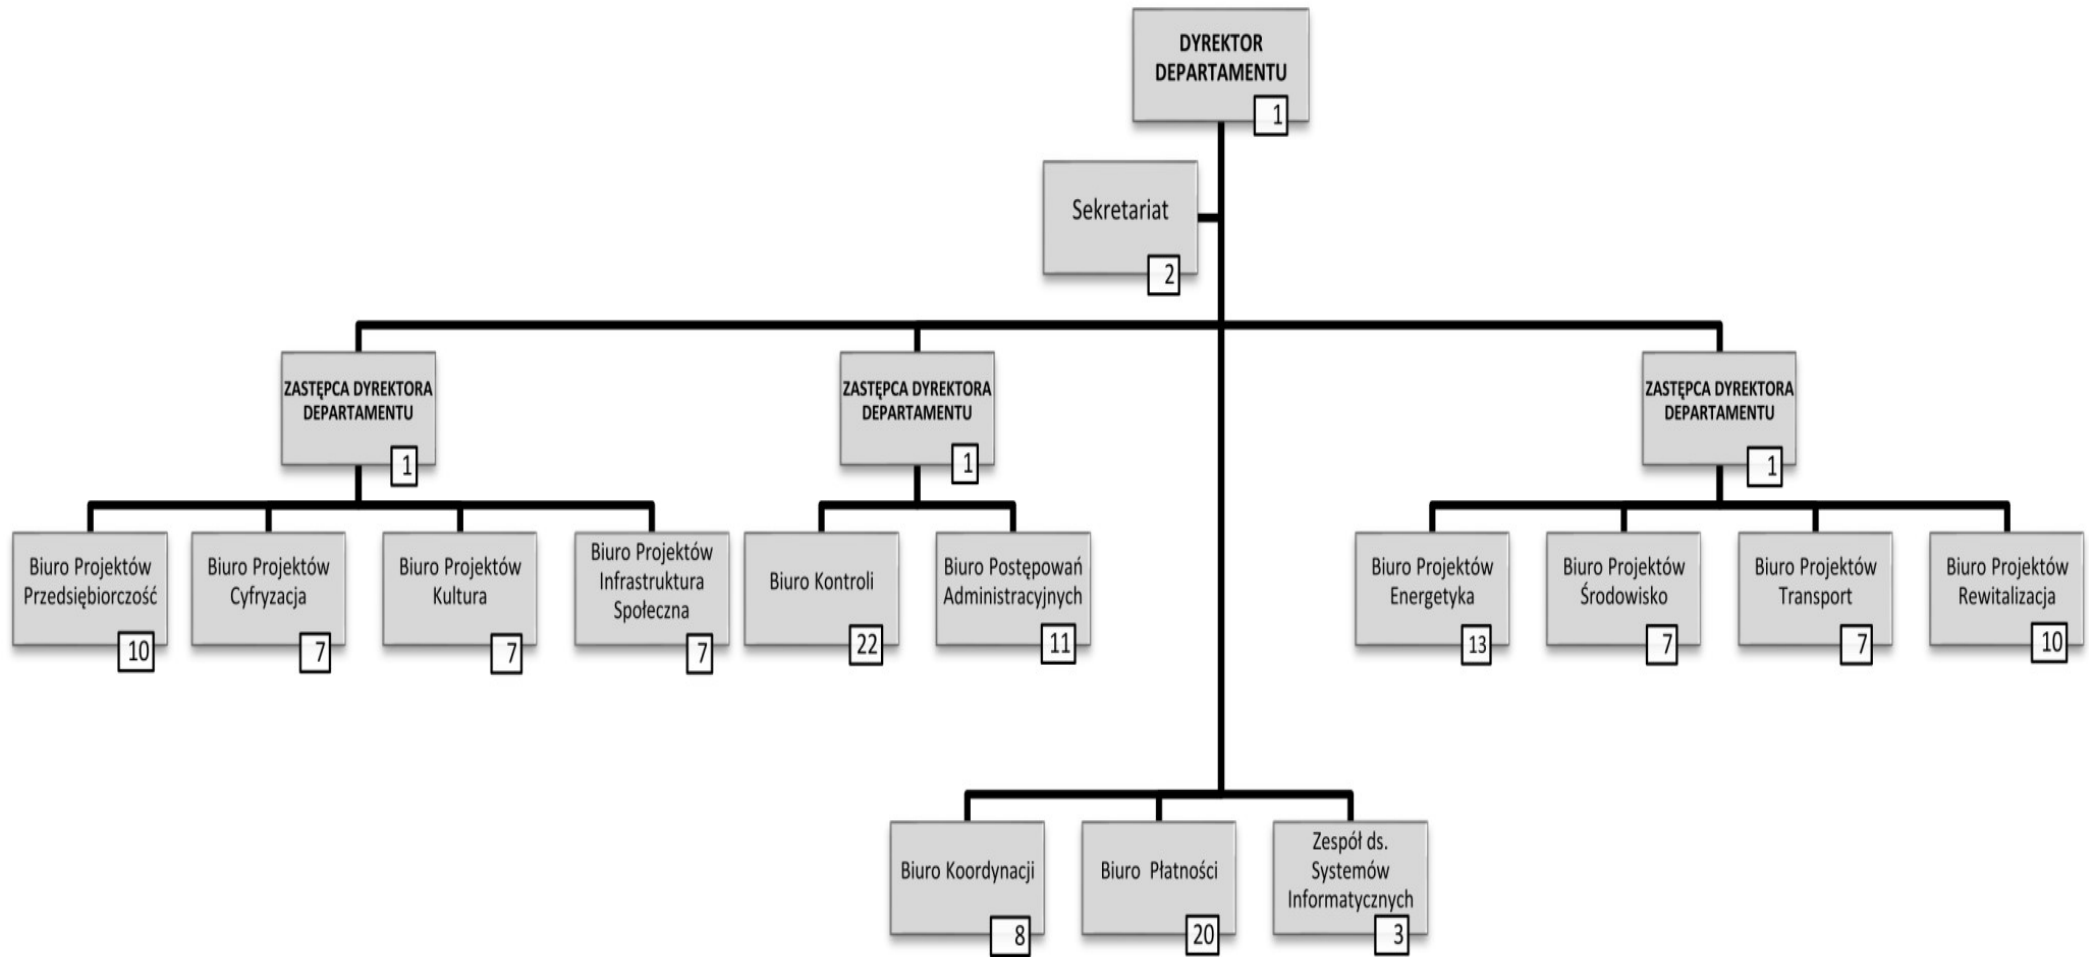 DYREKTOR
DEPARTAMENTU
1
Sekretariat
2
ZASTĘPCA DYREKTORA
DEPARTAMENTU
1
ZASTĘPCA DYREKTORA
DEPARTAMENTU
1
ZASTĘPCA DYREKTORA
DEPARTAMENTU
1
Biuro Projektów
Przedsiębiorczość
10
Biuro Projektów
Cyfryzacja
7
Biuro Projektów
Kultura
7
Biuro Projektów
Infrastruktura
Społeczna
7
Biuro Kontroli
22
Biuro Postępowań
Administracyjnych
11
Biuro Projektów
Energetyka
13
Biuro Projektów
Środowisko
7
Biuro Projektów
Transport
7
Biuro Projektów
Rewitalizacja
10
Biuro Koordynacji
8
Biuro Płatności
20
Zespół ds.
Systemów
Informatycznych
3